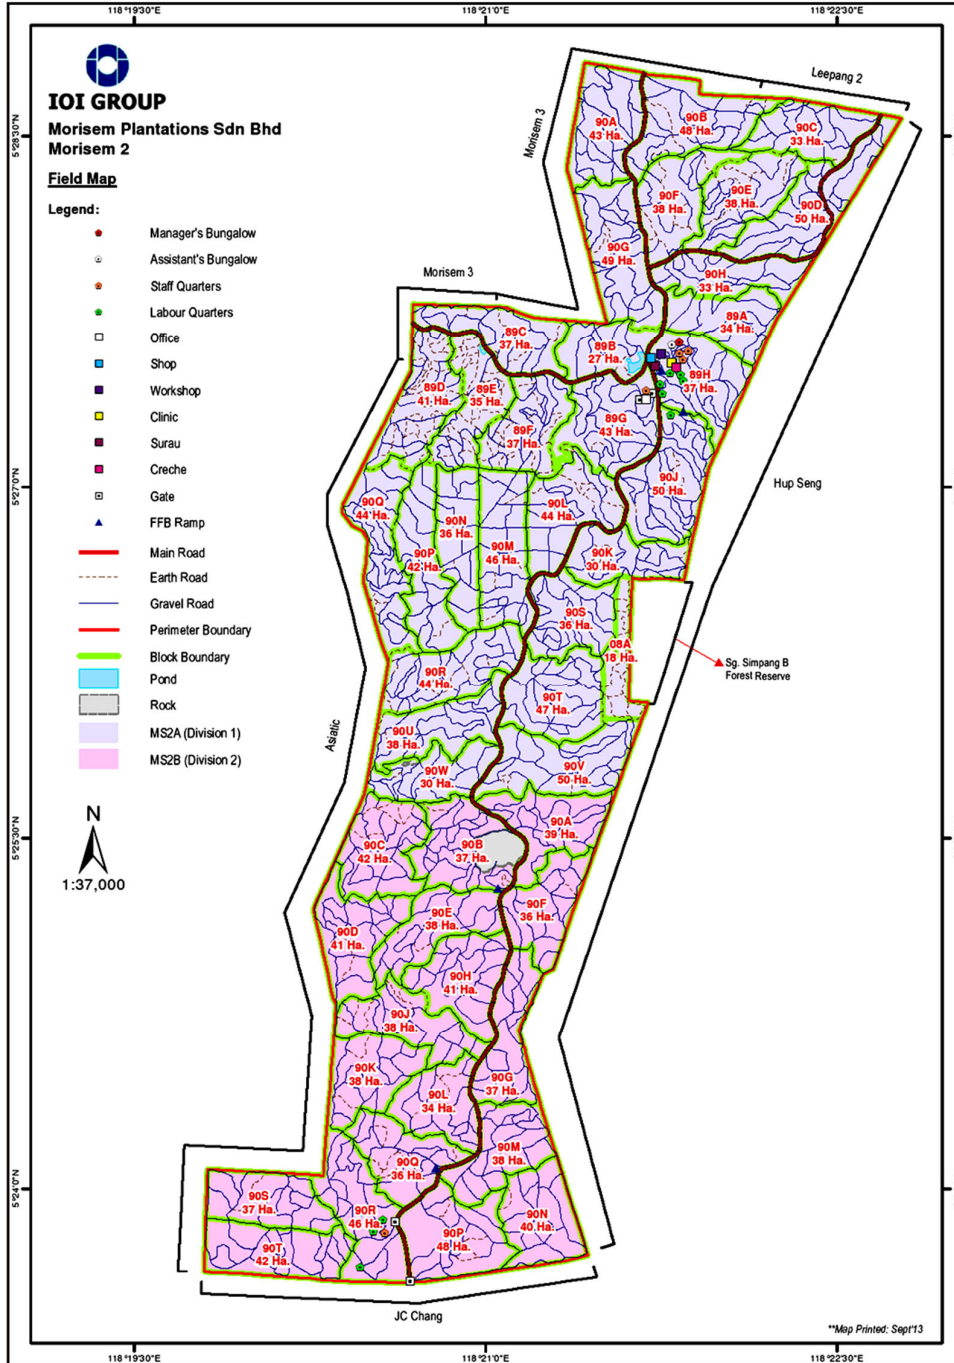 118°19'30"E
118°21'0"E
118°22'30"E
5°28'30"N
5°27'0"N
5°25'30"N
5°24'0"N
IOI GROUP
Morisem Plantations Sdn Bhd
Morisem 2
Field Map
Legend:
Manager's Bungalow
Assistant's Bungalow
Staff Quarters
Labour Quarters
Office
Shop
Workshop
Clinic
Surau
Creche
Gate
FFB Ramp
Main Road
Earth Road
Gravel Road
Perimeter Boundary
Block Boundary
Pond
Rock
MS2A (Division 1)
MS2B (Division 2)
N
1:37,000
Leepang 2
Morisem 3
Morisem 3
Hup Seng
Asiatic
Sg. Simpang B
Forest Reserve
JC Chang
90A
43 Ha.
90B
48 Ha.
90C
33 Ha.
90F
38 Ha.
90E
38 Ha.
90D
50 Ha.
90G
49 Ha.
90H
33 Ha.
89A
34 Ha.
89C
37 Ha.
89B
27 Ha.
89H
37 Ha.
89D
41 Ha.
89E
35 Ha.
89F
37 Ha.
89G
43 Ha.
90J
50 Ha.
90Q
44 Ha.
90N
36 Ha.
90L
44 Ha.
90P
42 Ha.
90M
46 Ha.
90K
30 Ha.
90S
36 Ha.
08A
18 Ha.
90R
44 Ha.
90T
47 Ha.
90U
38 Ha.
90W
30 Ha.
90V
50 Ha.
90A
39 Ha.
90C
42 Ha.
90B
37 Ha.
90E
38 Ha.
90F
36 Ha.
90D
41 Ha.
90H
41 Ha.
90J
38 Ha.
90K
38 Ha.
90G
37 Ha.
90L
34 Ha.
90M
38 Ha.
90Q
36 Ha.
90S
37 Ha.
90R
46 Ha.
90N
40 Ha.
90P
48 Ha.
90T
42 Ha.
**Map Printed: Sept'13
118°19'30"E
118°21'0"E
118°22'30"E